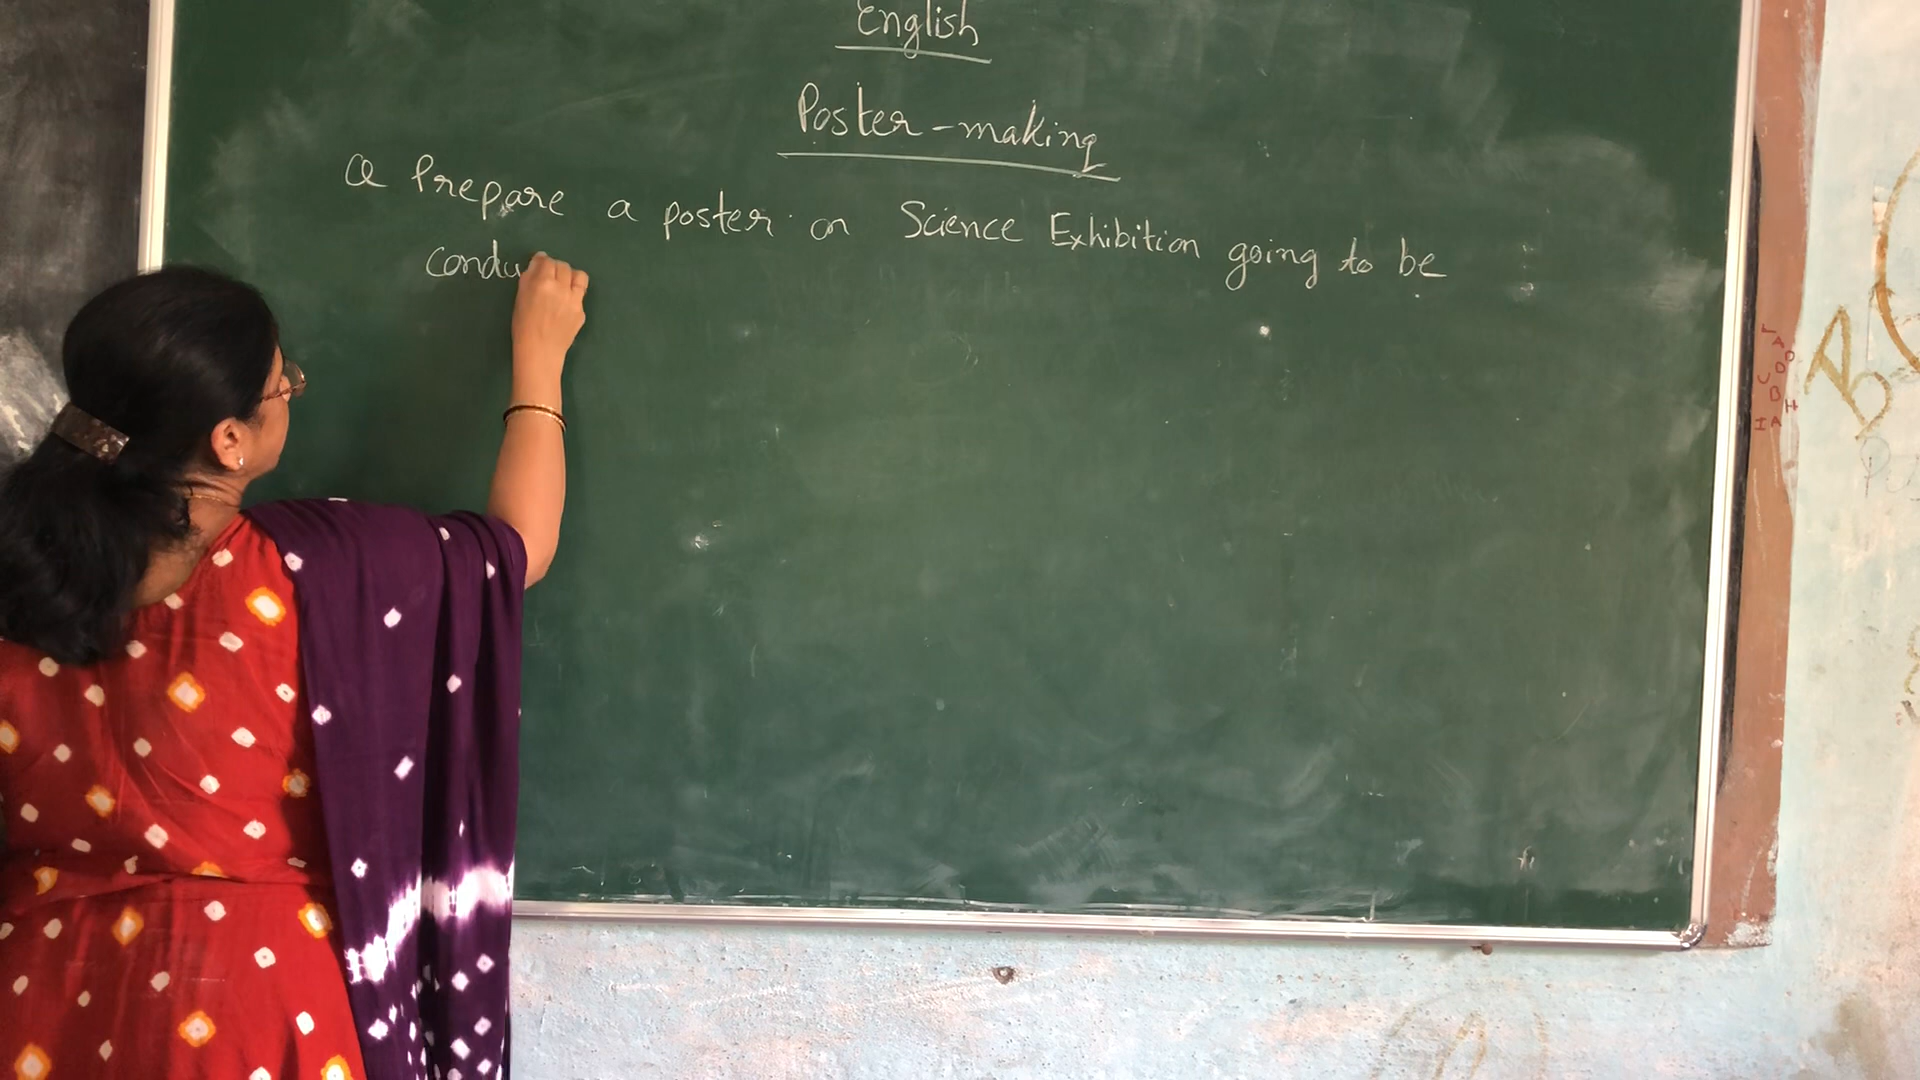 English
Poster-making
Q Prepare a poster on Science Exhibition going to be
condu